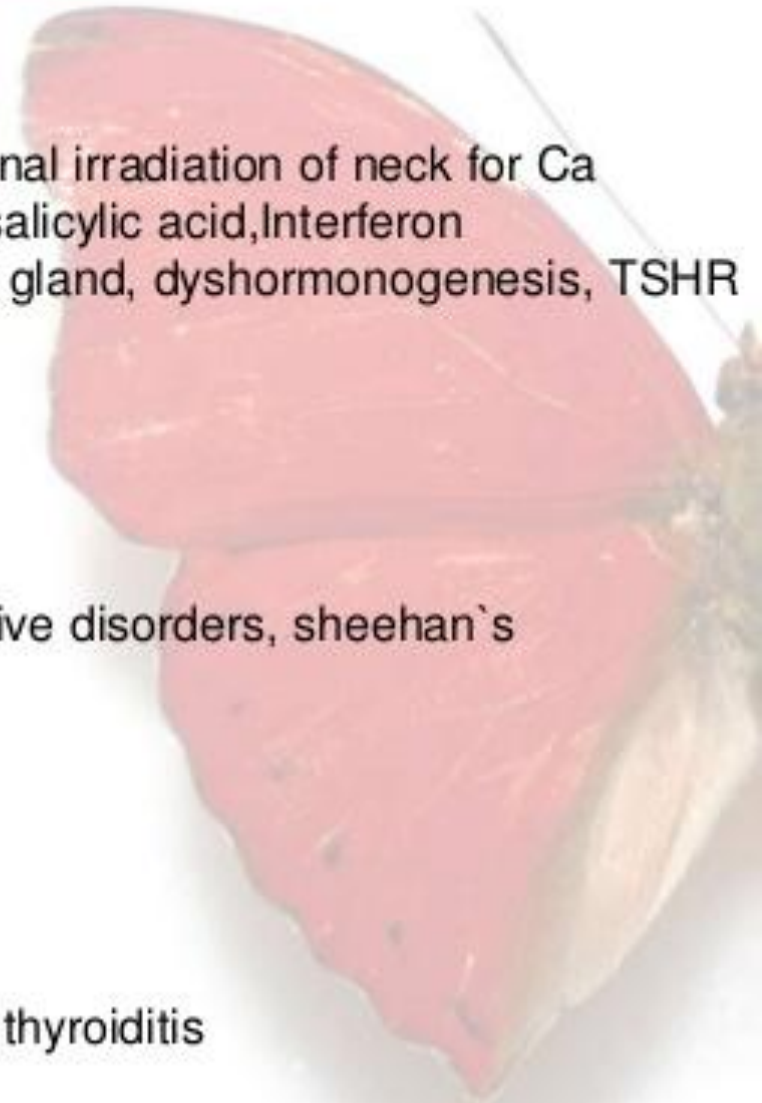 nal irradiation of neck for Ca
salicylic acid,Interferon
gland, dyshormonogenesis, TSHR
ive disorders, sheehan`s
thyroiditis